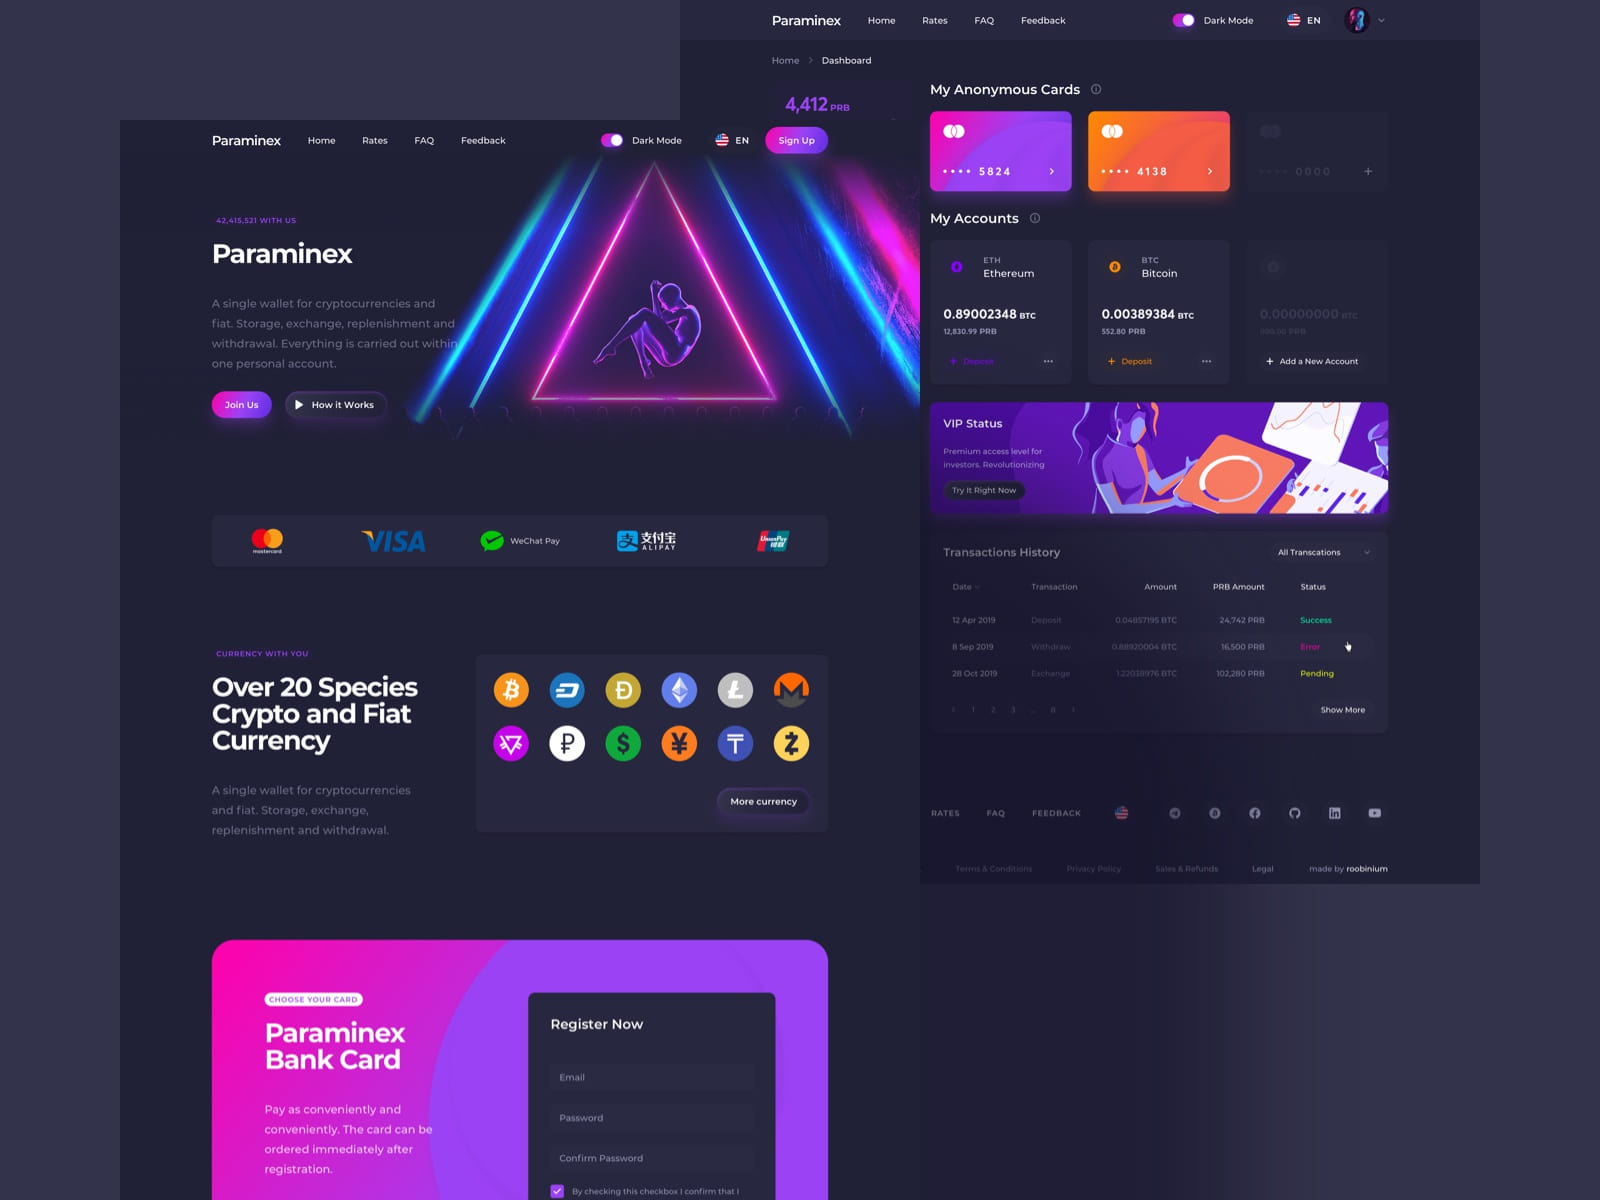 Paraminex Home Rates FAQ Feedback Dark Mode EN
Home Dashboard
4,412 PRB
My Anonymous Cards
•••• 5824
•••• 4138
•••• 0000 +
My Accounts
ETH
Ethereum
0.89002348 BTC
12,830.99 PRB
+ Deposit •••
BTC
Bitcoin
0.00389384 BTC
552.80 PRB
+ Deposit •••
0.00000000 BTC
000.00 PRB
+ Add a New Account
VIP Status
Premium access level for
investors. Revolutionizing
Try It Right Now
Transactions History All Transcations
Date Transaction Amount PRB Amount Status
12 Apr 2019 Deposit 0.04857195 BTC 24,742 PRB Success
8 Sep 2019 Withdraw 0.88920004 BTC 16,500 PRB Error
28 Oct 2019 Exchange 1.22038976 BTC 102,280 PRB Pending
1 2 3 ... 8 Show More
RATES FAQ FEEDBACK
Terms & Conditions Privacy Policy Sales & Refunds Legal made by roobinium
Paraminex Home Rates FAQ Feedback Dark Mode EN Sign Up
42,415,521 WITH US
Paraminex
A single wallet for cryptocurrencies and
fiat. Storage, exchange, replenishment and
withdrawal. Everything is carried out within
one personal account.
Join Us How it Works
mastercard VISA WeChat Pay 支 支付宝 ALIPAY UnionPay 银联
CURRENCY WITH YOU
Over 20 Species
Crypto and Fiat
Currency
A single wallet for cryptocurrencies
and fiat. Storage, exchange,
replenishment and withdrawal.
More currency
CHOOSE YOUR CARD
Paraminex
Bank Card
Pay as conveniently and
conveniently. The card can be
ordered immediately after
registration.
Register Now
Email
Password
Confirm Password
By checking this checkbox I confirm that I